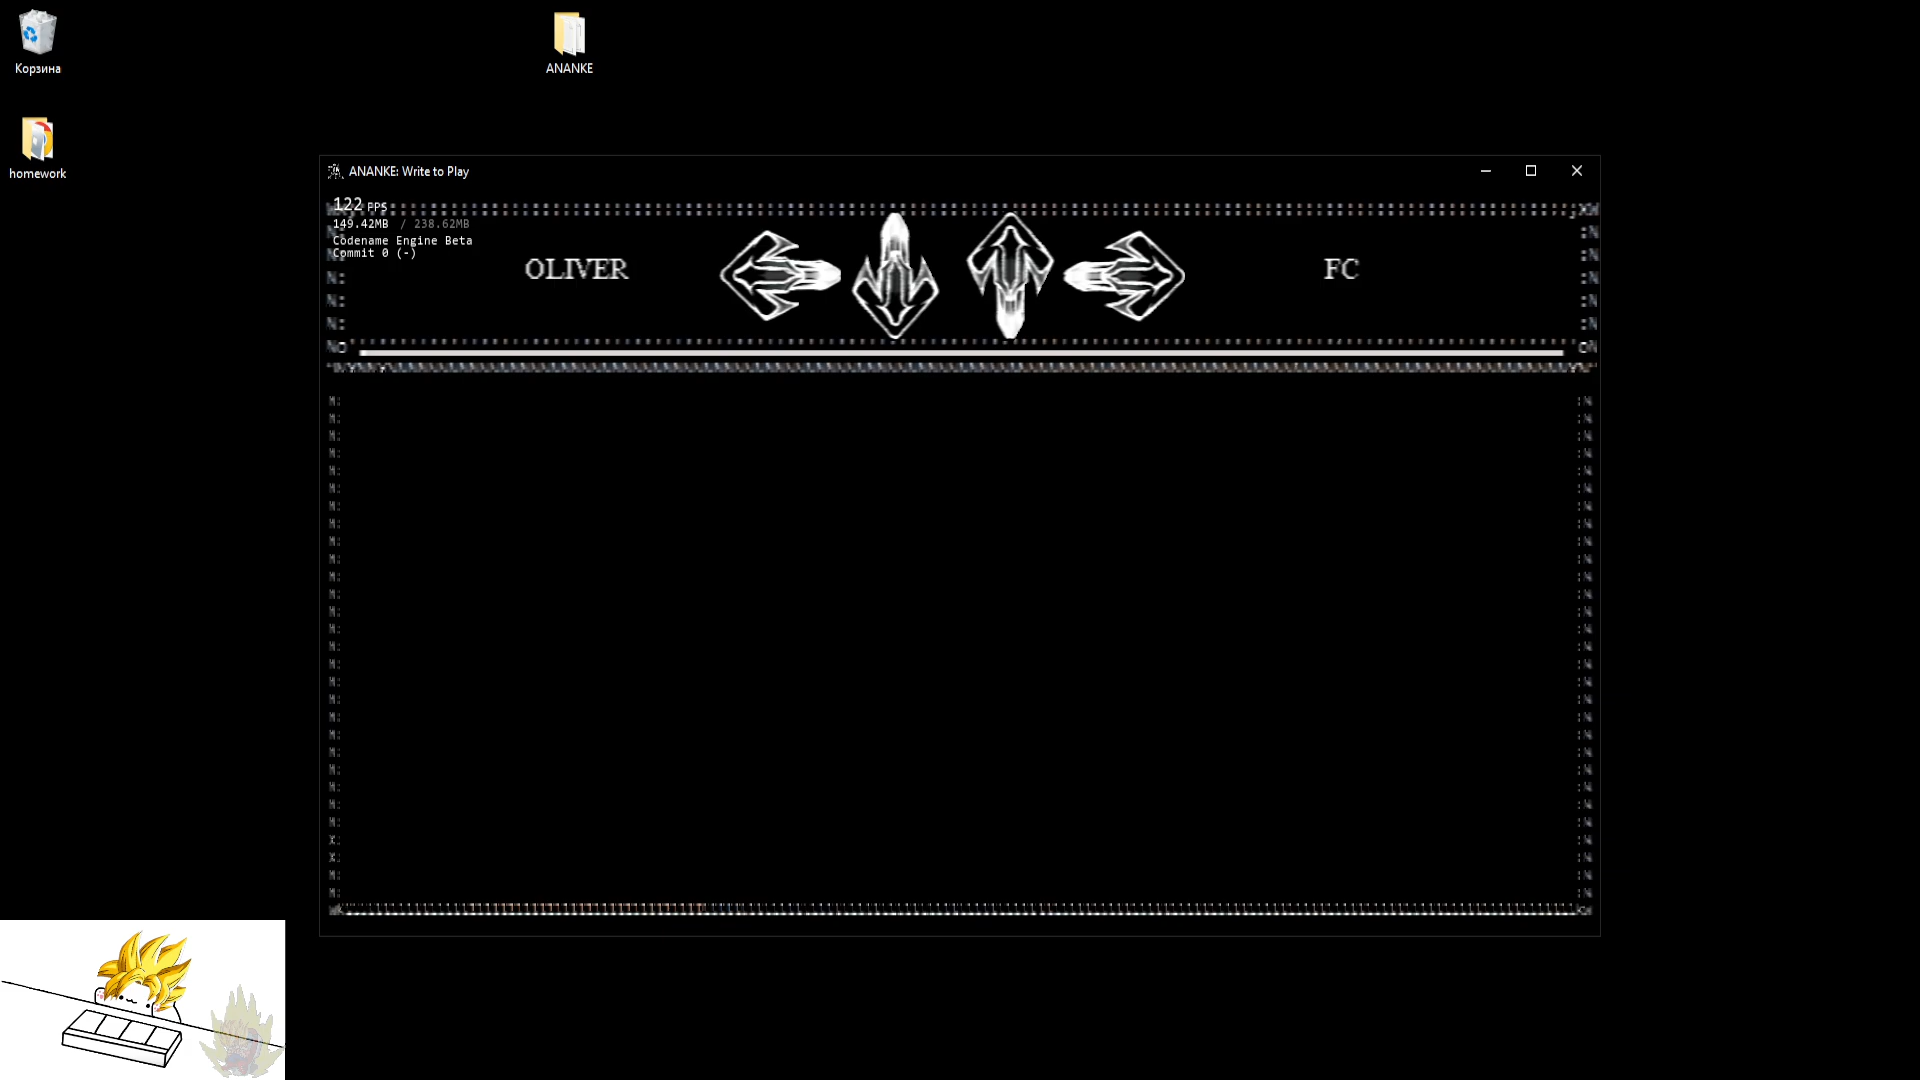 Корзина
ANANKE
homework
ANANKE: Write to Play
122 FPS
149.42MB / 238.62MB
Codename Engine Beta
Commit 0 (-)
OLIVER
FC